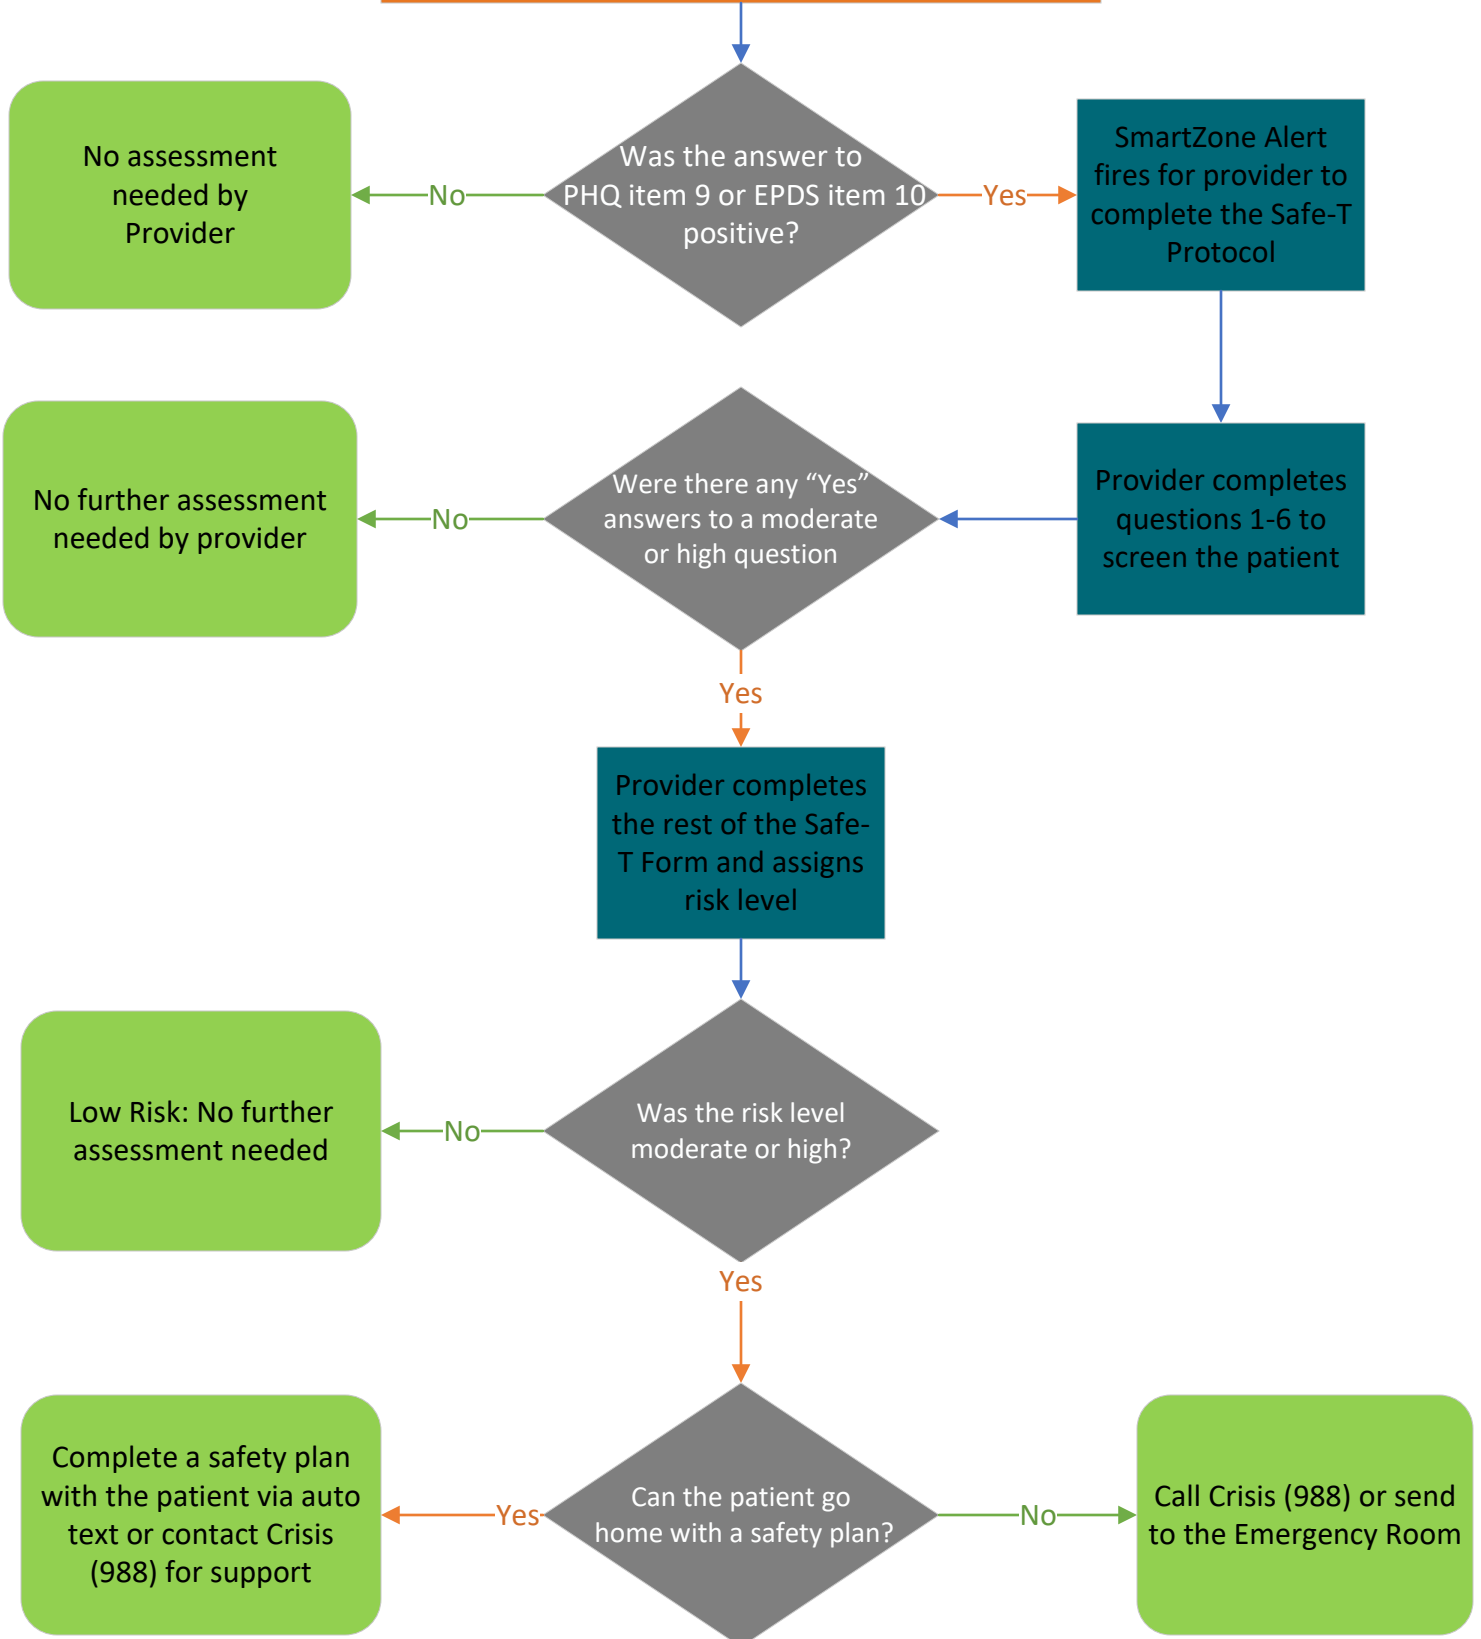 Was the answer to
PHQ item 9 or EPDS item 10
positive?
No
No assessment
needed by
Provider
Yes
SmartZone Alert
fires for provider to
complete the Safe-T
Protocol
Provider completes
questions 1-6 to
screen the patient
Were there any “Yes”
answers to a moderate
or high question
No
No further assessment
needed by provider
Yes
Provider completes
the rest of the Safe-
T Form and assigns
risk level
Was the risk level
moderate or high?
No
Low Risk: No further
assessment needed
Yes
Can the patient go
home with a safety plan?
Yes
Complete a safety plan
with the patient via auto
text or contact Crisis
(988) for support
No
Call Crisis (988) or send
to the Emergency Room